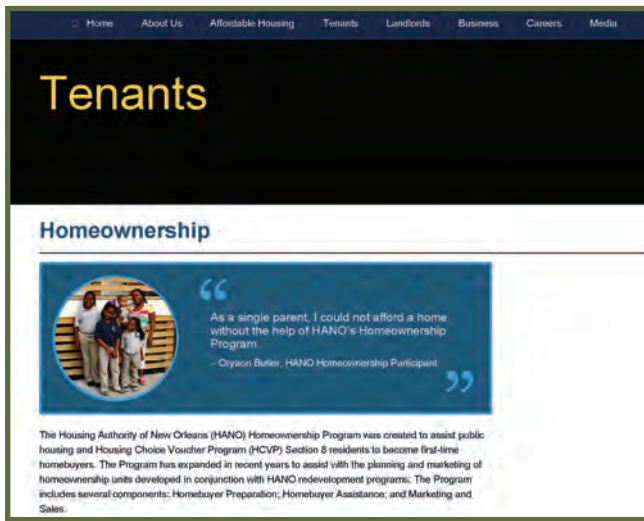 Home About Us Affordable Housing Tenants Landlords Business Careers Media
Tenants
Homeownership
“
As a single parent, I could not afford a home
without the help of HANO's Homeownership
Program.
– Oryaon Butler, HANO Homeownership Participant
”
The Housing Authority of New Orleans (HANO) Homeownership Program was created to assist public
housing and Housing Choice Voucher Program (HCVP) Section 8 residents to become first-time
homebuyers. The Program has expanded in recent years to assist with the planning and marketing of
homeownership units developed in conjunction with HANO redevelopment programs. The Program
includes several components: Homebuyer Preparation; Homebuyer Assistance; and Marketing and
Sales.